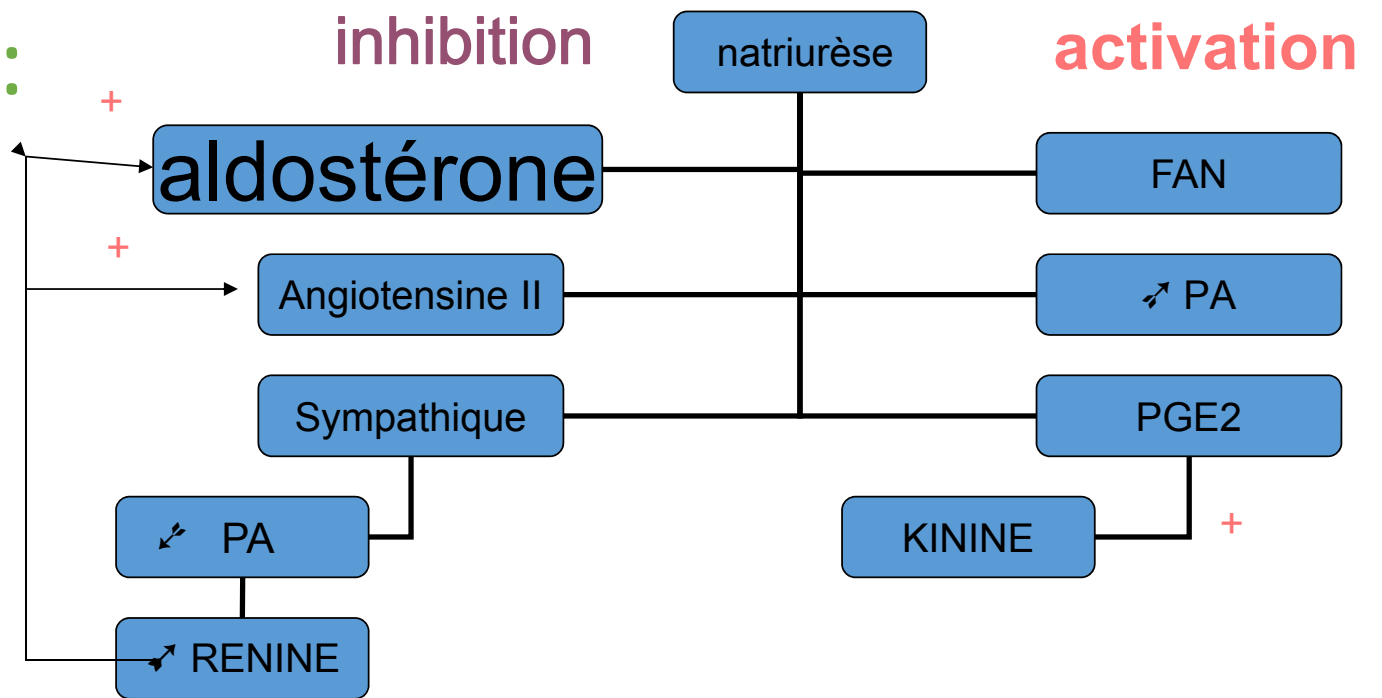 inhibition
natriurèse
activation
:
+
aldostérone
FAN
+
Angiotensine II
➶ PA
Sympathique
PGE2
➶ PA
KININE
+
➶ RENINE